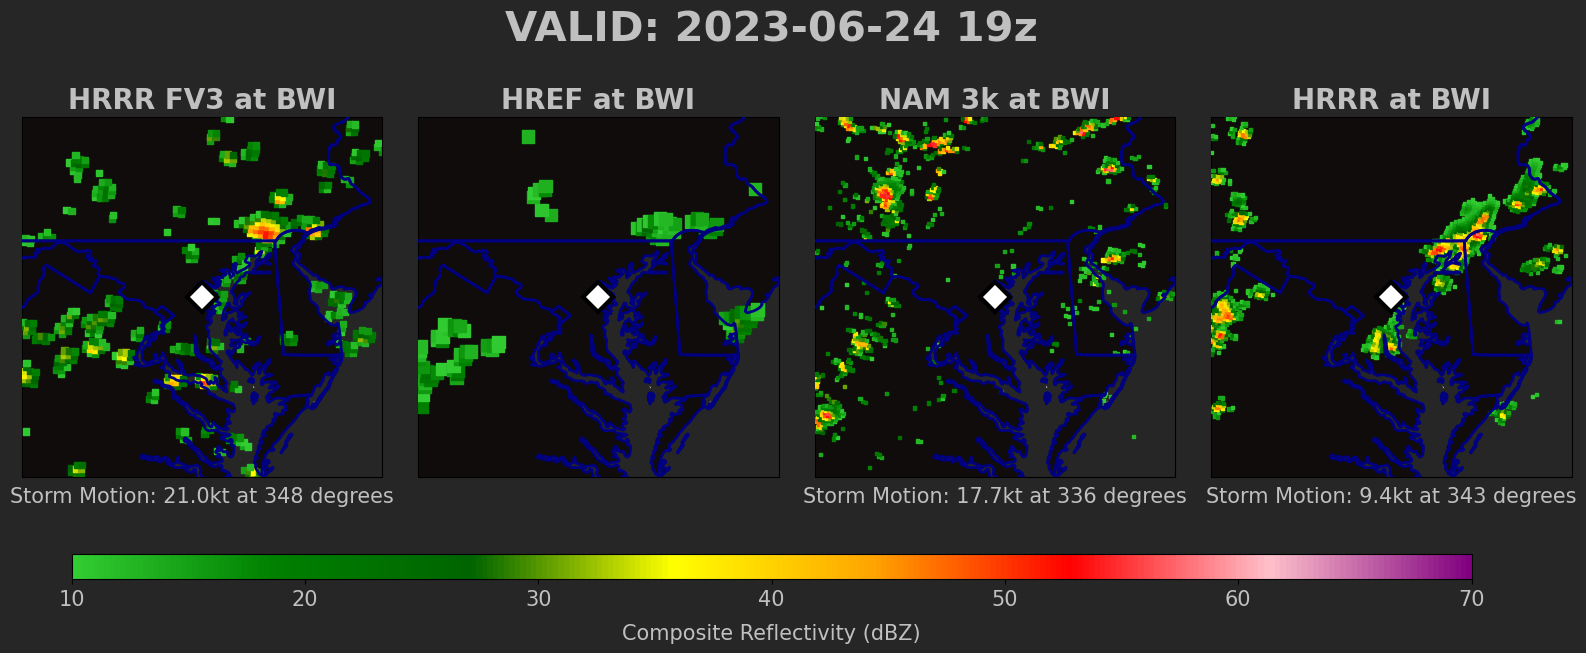 VALID: 2023-06-24 19z
HRRR FV3 at BWI
HREF at BWI
NAM 3k at BWI
HRRR at BWI
Storm Motion: 21.0kt at 348 degrees
Storm Motion: 17.7kt at 336 degrees
Storm Motion: 9.4kt at 343 degrees
10 20 30 40 50 60 70
Composite Reflectivity (dBZ)